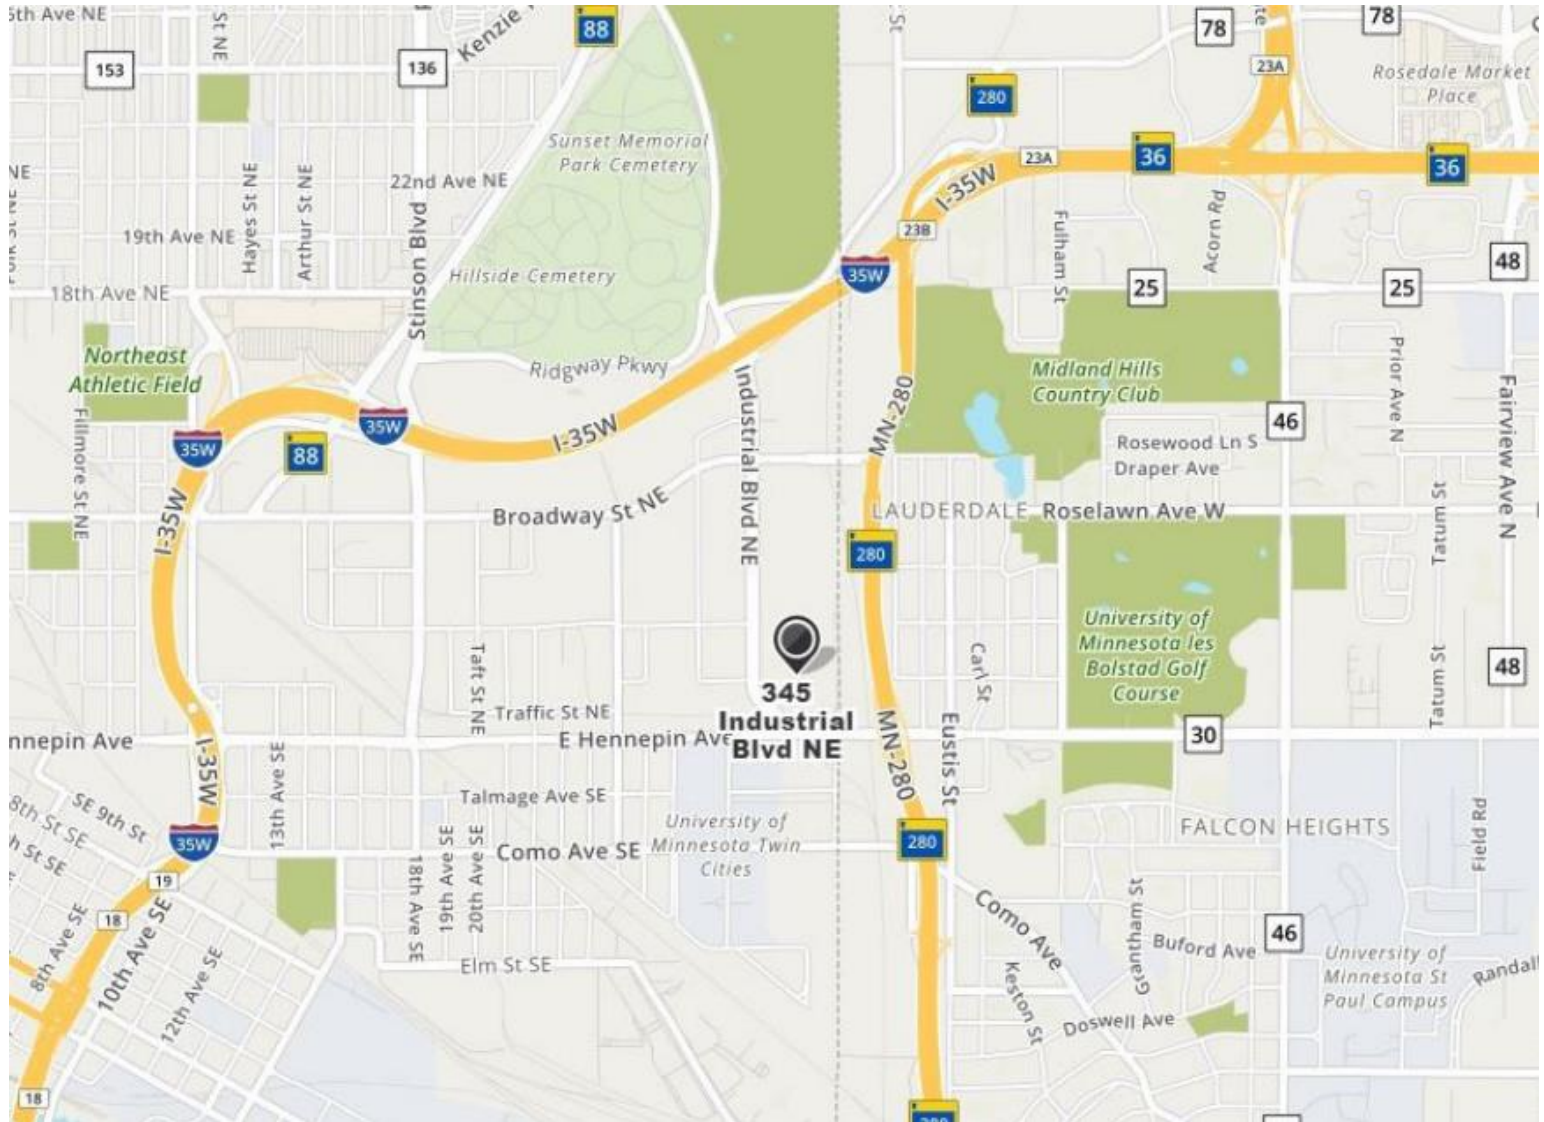 5th Ave NE
St NE
Kenzie
88
St
78
78
153
136
23A
Rosedale Market
Place
280
Sunset Memorial
Park Cemetery
23A
36
36
I-35W
NE
22nd Ave NE
Hayes St NE
Arthur St NE
Stinson Blvd
Fulham St
Acorn Rd
19th Ave NE
23B
48
Hillside Cemetery
35W
25
25
18th Ave NE
Northeast
Athletic Field
Ridgway Pkwy
Industrial Blvd NE
MN-280
Midland Hills
Country Club
Prior Ave N
Fairview Ave N
35W
I-35W
46
35W
88
Rosewood Ln S
Draper Ave
Fillmore St NE
I-35W
Broadway St NE
LAUDERDALE
Roselawn Ave W
Tatum St
280
University of
Minnesota les
Bolstad Golf
Course
Taft St NE
Carl St
Tatum St
48
345
Industrial
Blvd NE
Traffic St NE
nnepin Ave
E Hennepin Ave
30
I-35W
MN-280
Eustis St
13th Ave SE
SE 9th St
8th St SE
h St SE
Talmage Ave SE
University of
Minnesota Twin
Cities
FALCON HEIGHTS
Field Rd
35W
280
18th Ave SE
19th Ave SE
20th Ave SE
Como Ave SE
19
18
8th Ave SE
10th Ave SE
12th Ave SE
Como Ave
Grantham St
Buford Ave
46
University of
Minnesota St
Paul Campus
Randall
Elm St SE
Keston St
Doswell Ave
18
280